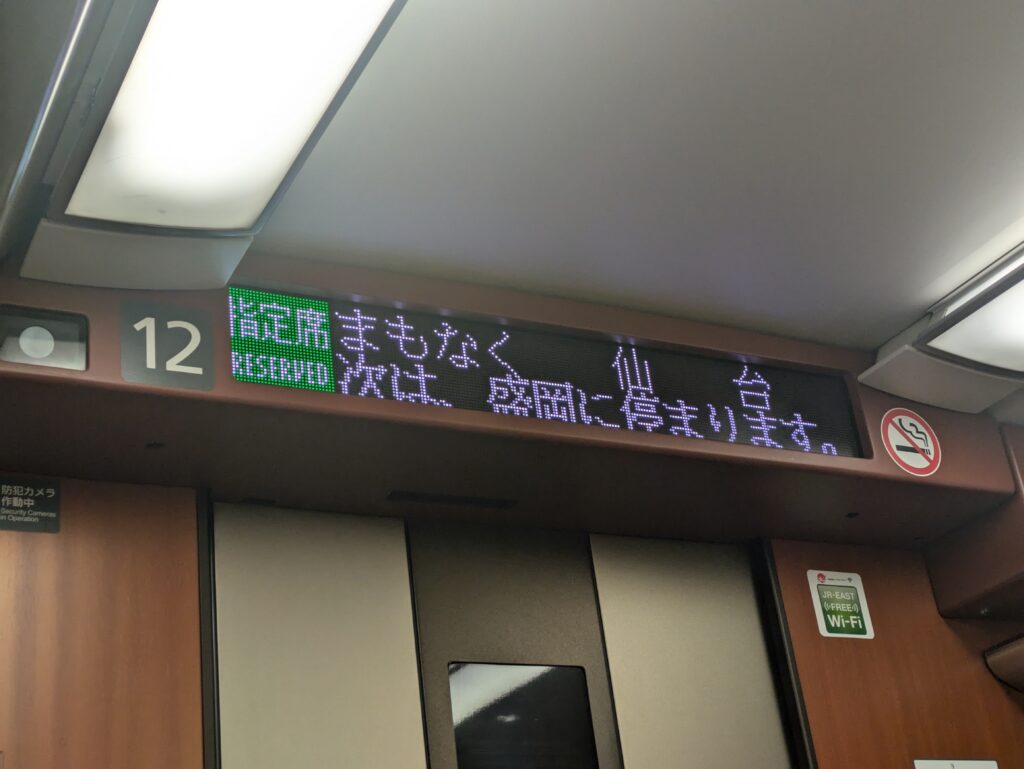 12
指定席
RESERVED
まもなく 仙 台
次は、盛岡に停まります。
防犯カメラ
作動中
Security Cameras
in Operation
JR-EAST
FREE
Wi-Fi